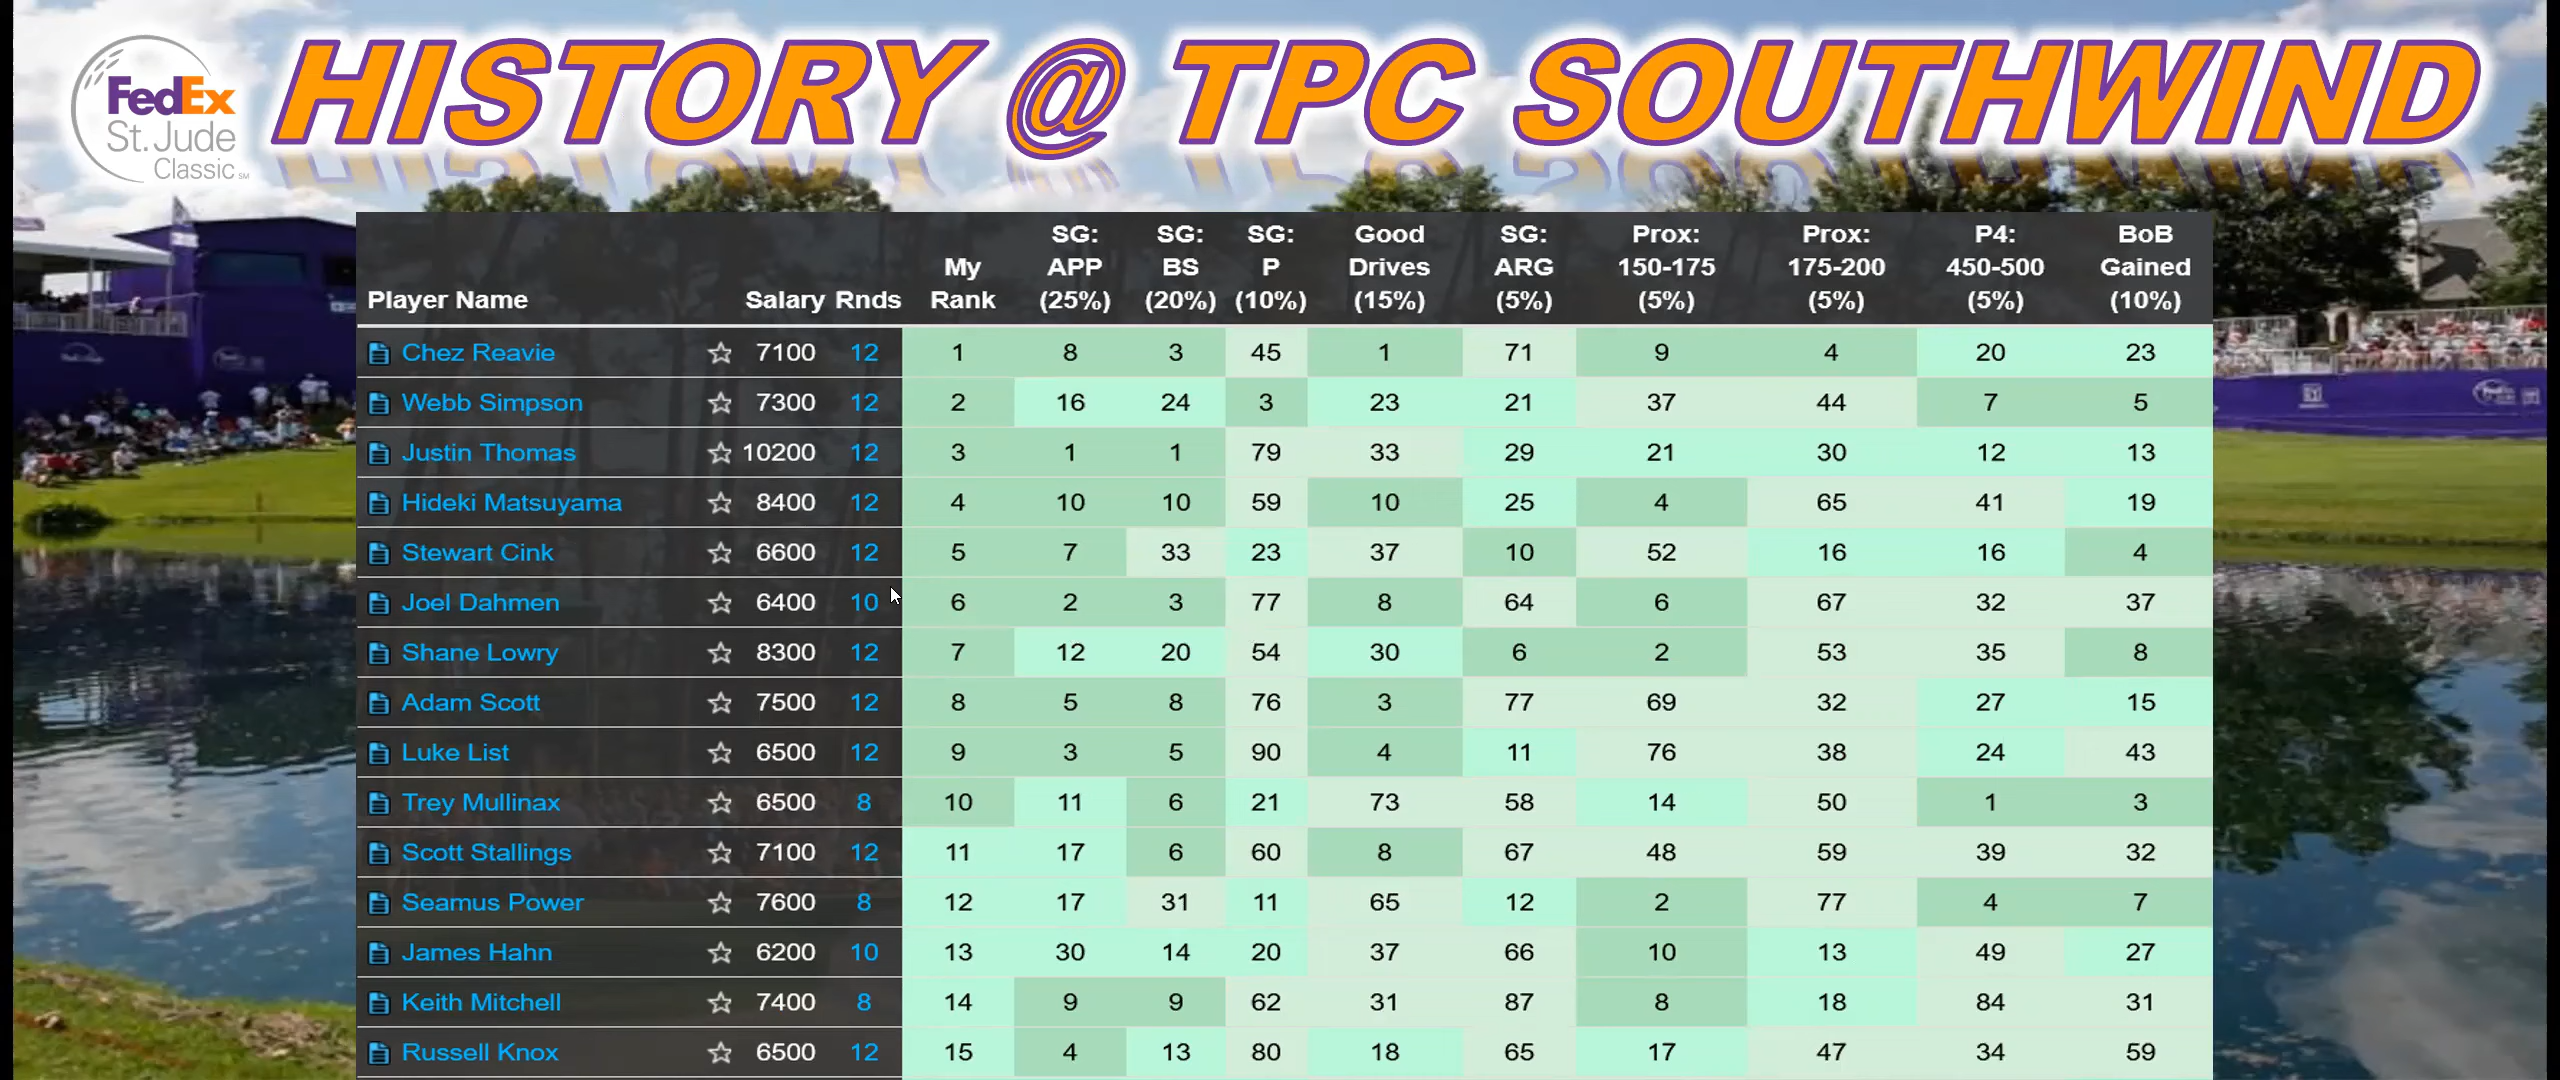 HISTORY @ TPC SOUTHWIND
FedEx
St. Jude
Classic SM
Player Name Salary Rnds My Rank SG: APP (25%) SG: BS (20%) SG: P (10%) Good Drives (15%) SG: ARG (5%) Prox: 150-175 (5%) Prox: 175-200 (5%) P4: 450-500 (5%) BoB Gained (10%)
Chez Reavie 7100 12 1 8 3 45 1 71 9 4 20 23
Webb Simpson 7300 12 2 16 24 3 23 21 37 44 7 5
Justin Thomas 10200 12 3 1 1 79 33 29 21 30 12 13
Hideki Matsuyama 8400 12 4 10 10 59 10 25 4 65 41 19
Stewart Cink 6600 12 5 7 33 23 37 10 52 16 16 4
Joel Dahmen 6400 10 6 2 3 77 8 64 6 67 32 37
Shane Lowry 8300 12 7 12 20 54 30 6 2 53 35 8
Adam Scott 7500 12 8 5 8 76 3 77 69 32 27 15
Luke List 6500 12 9 3 5 90 4 11 76 38 24 43
Trey Mullinax 6500 8 10 11 6 21 73 58 14 50 1 3
Scott Stallings 7100 12 11 17 6 60 8 67 48 59 39 32
Seamus Power 7600 8 12 17 31 11 65 12 2 77 4 7
James Hahn 6200 10 13 30 14 20 37 66 10 13 49 27
Keith Mitchell 7400 8 14 9 9 62 31 87 8 18 84 31
Russell Knox 6500 12 15 4 13 80 18 65 17 47 34 59